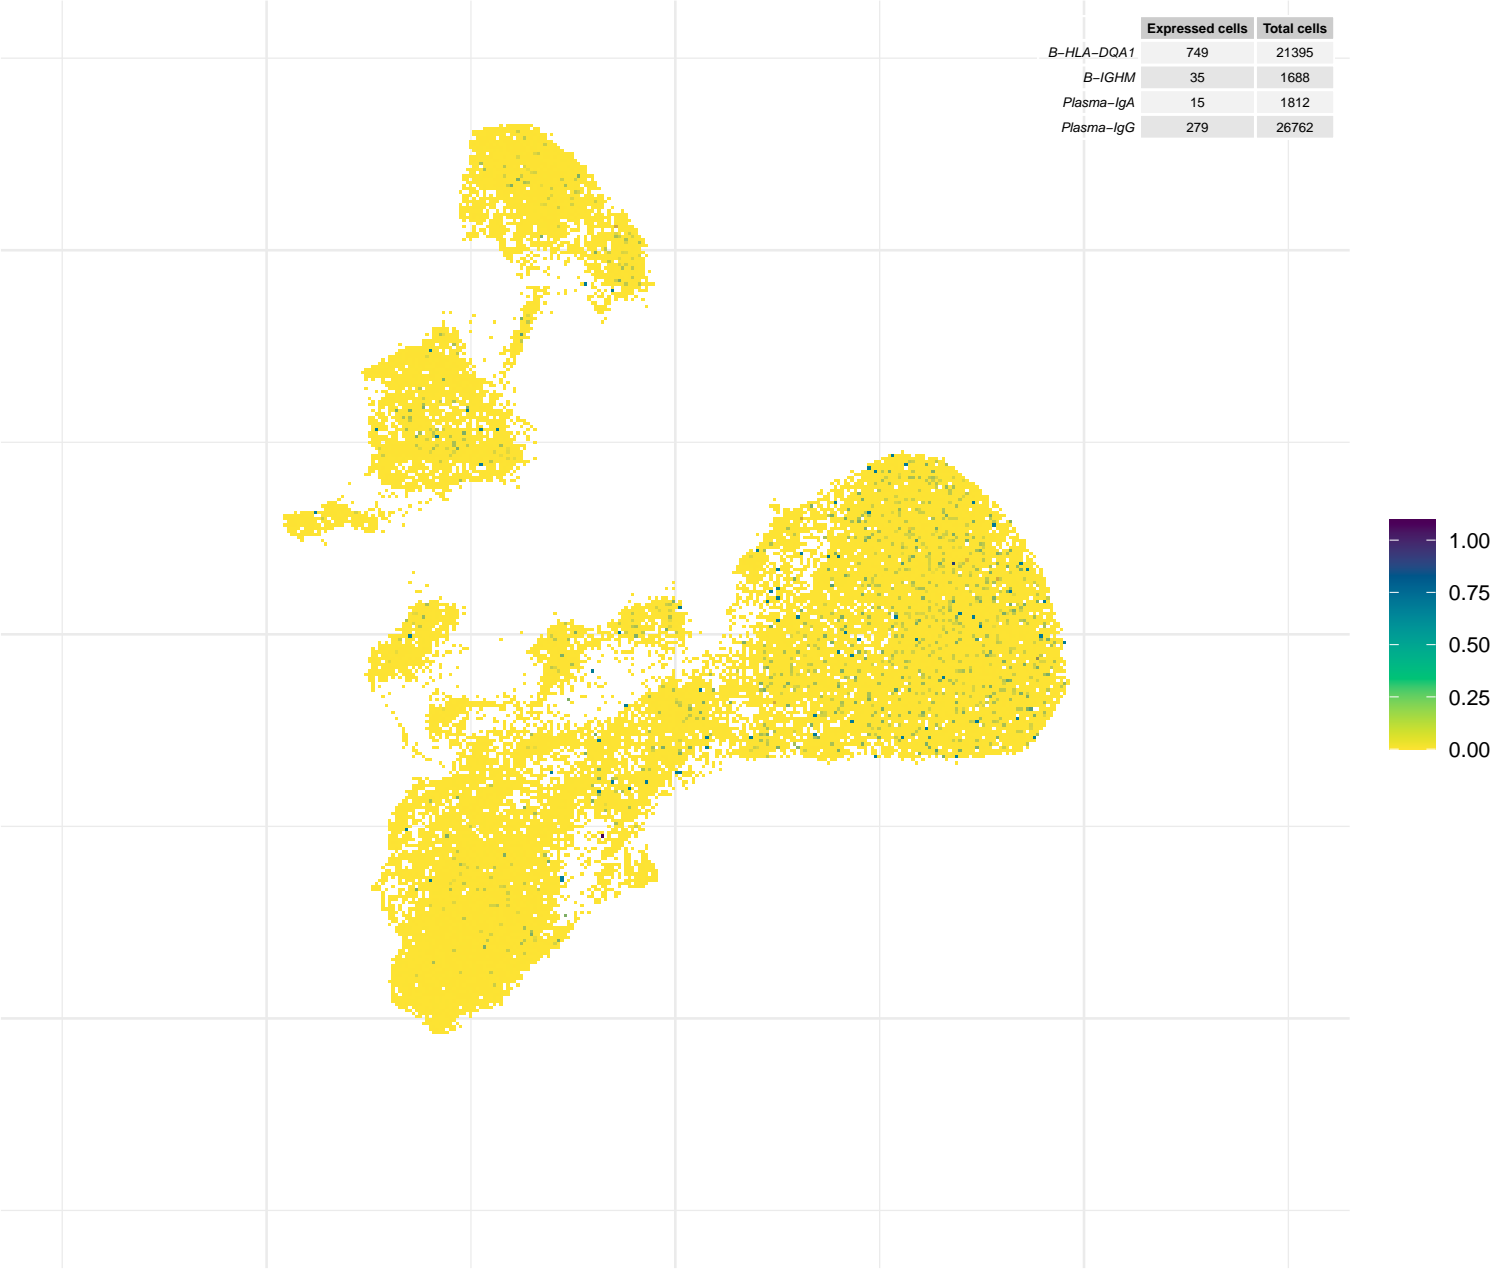 Expressed cells Total cells
B−HLA−DQA1 749 21395
B−IGHM 35 1688
Plasma−IgA 15 1812
Plasma−IgG 279 26762
1.00
0.75
0.50
0.25
0.00